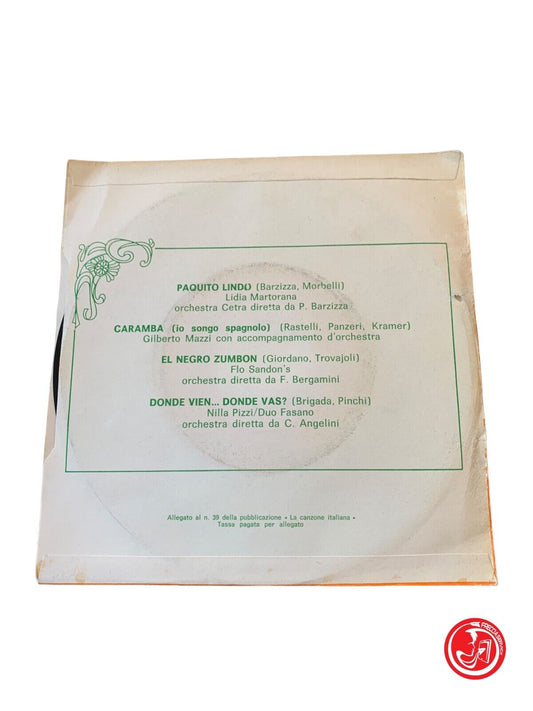 PAQUITO LINDO (Barzizza, Morbelli)
Lidia Martorana
orchestra Cetra diretta da P. Barzizza
CARAMBA (io songo spagnolo) (Rastelli, Panzeri, Kramer)
Gilberto Mazzi con accompagnamento d'orchestra
EL NEGRO ZUMBON (Giordano, Trovajoli)
Flo Sandon's
orchestra diretta da F. Bergamini
DONDE VIEN... DONDE VAS? (Brigada, Pinchi)
Nilla Pizzi/Duo Fasano
orchestra diretta da C. Angelini
Allegato al n. 39 della pubblicazione « La canzone italiana »
Tassa pagata per allegato